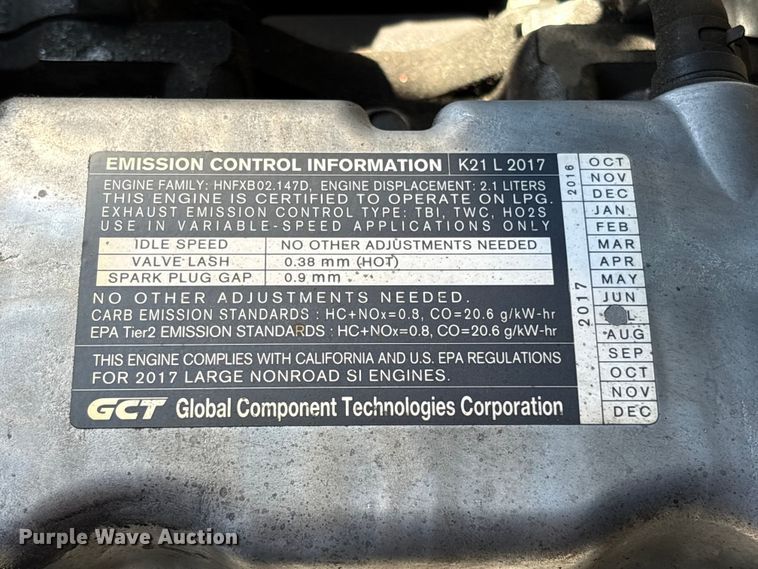 EMISSION CONTROL INFORMATION K21 L 2017
ENGINE FAMILY: HNFXB02.147D, ENGINE DISPLACEMENT: 2.1 LITERS
THIS ENGINE IS CERTIFIED TO OPERATE ON LPG.
EXHAUST EMISSION CONTROL TYPE: TBI, TWC, HO2S
USE IN VARIABLE-SPEED APPLICATIONS ONLY
IDLE SPEED NO OTHER ADJUSTMENTS NEEDED
VALVE LASH 0.38 mm (HOT)
SPARK PLUG GAP 0.9 mm
NO OTHER ADJUSTMENTS NEEDED.
CARB EMISSION STANDARDS : HC+NOx=0.8, CO=20.6 g/kW-hr
EPA Tier2 EMISSION STANDARDS : HC+NOx=0.8, CO=20.6 g/kW-hr
THIS ENGINE COMPLIES WITH CALIFORNIA AND U.S. EPA REGULATIONS
FOR 2017 LARGE NONROAD SI ENGINES.
GCT Global Component Technologies Corporation
2016
OCT
NOV
DEC
2017
JAN
FEB
MAR
APR
MAY
JUN
L
AUG
SEP
OCT
NOV
DEC
Purple Wave Auction